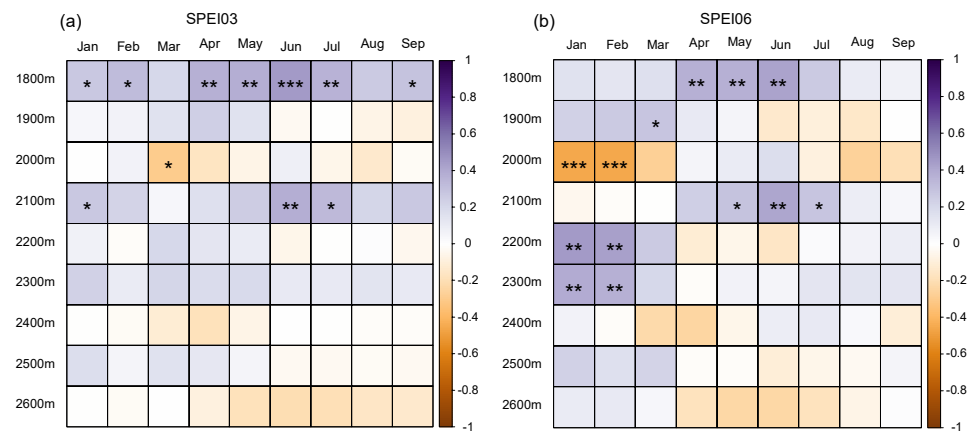 (a) SPEI03
Jan Feb Mar Apr May Jun Jul Aug Sep
1800m * * ** ** *** ** *
1900m
2000m *
2100m * ** *
2200m
2300m
2400m
2500m
2600m
1
0.8
0.6
0.4
0.2
0
-0.2
-0.4
-0.6
-0.8
-1
(b) SPEI06
Jan Feb Mar Apr May Jun Jul Aug Sep
1800m ** ** **
1900m *
2000m *** ***
2100m * ** *
2200m ** **
2300m ** **
2400m
2500m
2600m
1
0.8
0.6
0.4
0.2
0
-0.2
-0.4
-0.6
-0.8
-1